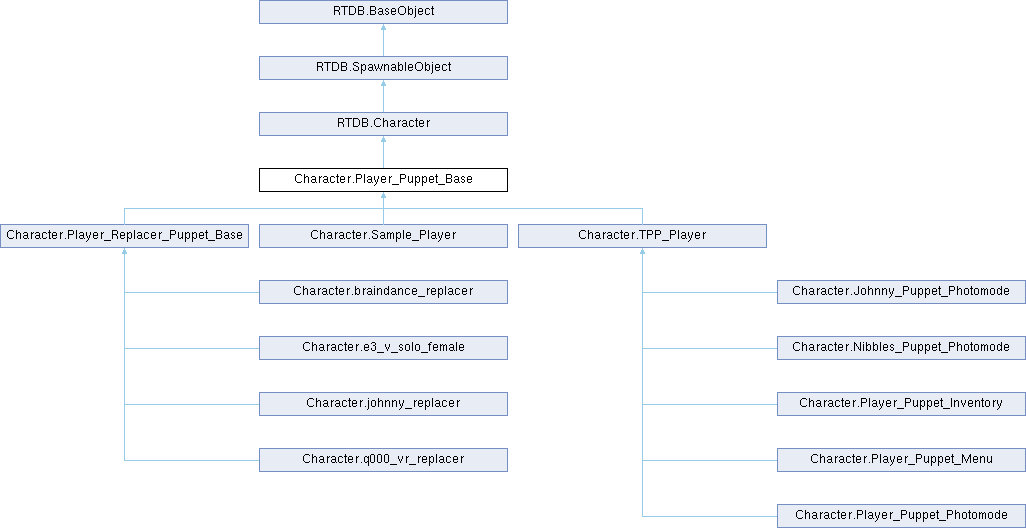 RTDB.BaseObject
RTDB.SpawnableObject
RTDB.Character
Character.Player_Puppet_Base
Character.Player_Replacer_Puppet_Base
Character.Sample_Player
Character.TPP_Player
Character.braindance_replacer
Character.Johnny_Puppet_Photomode
Character.e3_v_solo_female
Character.Nibbles_Puppet_Photomode
Character.johnny_replacer
Character.Player_Puppet_Inventory
Character.q000_vr_replacer
Character.Player_Puppet_Menu
Character.Player_Puppet_Photomode